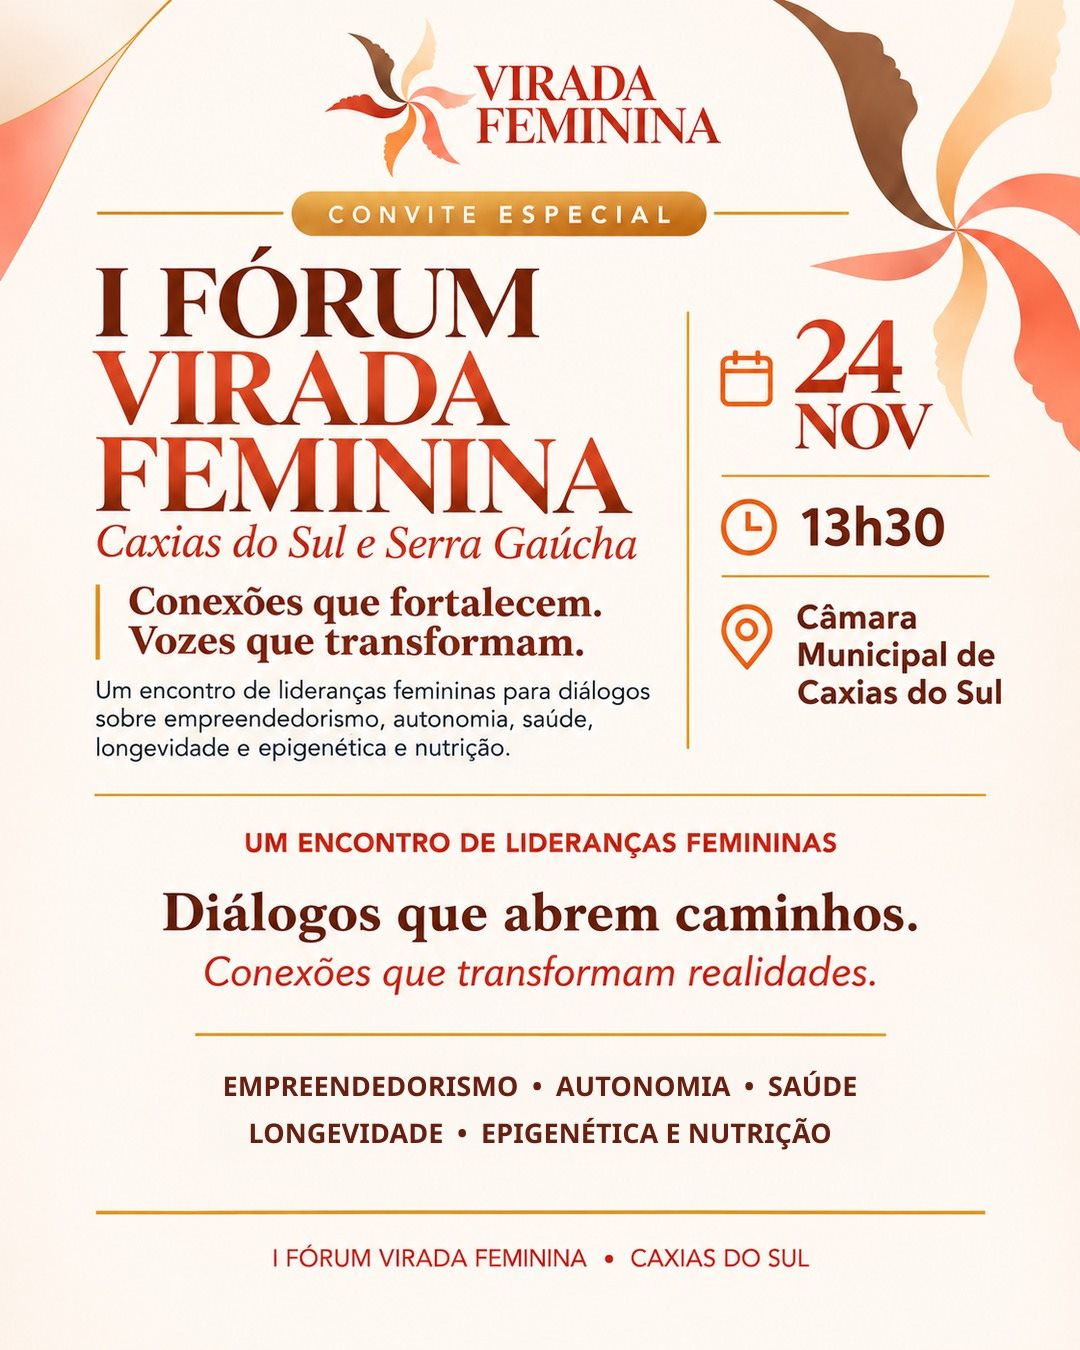 VIRADA
FEMININA
CONVITE ESPECIAL
I FÓRUM
VIRADA
FEMININA
Caxias do Sul e Serra Gaúcha
Conexões que fortalecem.
Vozes que transformam.
Um encontro de lideranças femininas para diálogos
sobre empreendedorismo, autonomia, saúde,
longevidade e epigenética e nutrição.
24
NOV
13h30
Câmara
Municipal de
Caxias do Sul
UM ENCONTRO DE LIDERANÇAS FEMININAS
Diálogos que abrem caminhos.
Conexões que transformam realidades.
EMPREENDEDORISMO • AUTONOMIA • SAÚDE
LONGEVIDADE • EPIGENÉTICA E NUTRIÇÃO
I FÓRUM VIRADA FEMININA • CAXIAS DO SUL